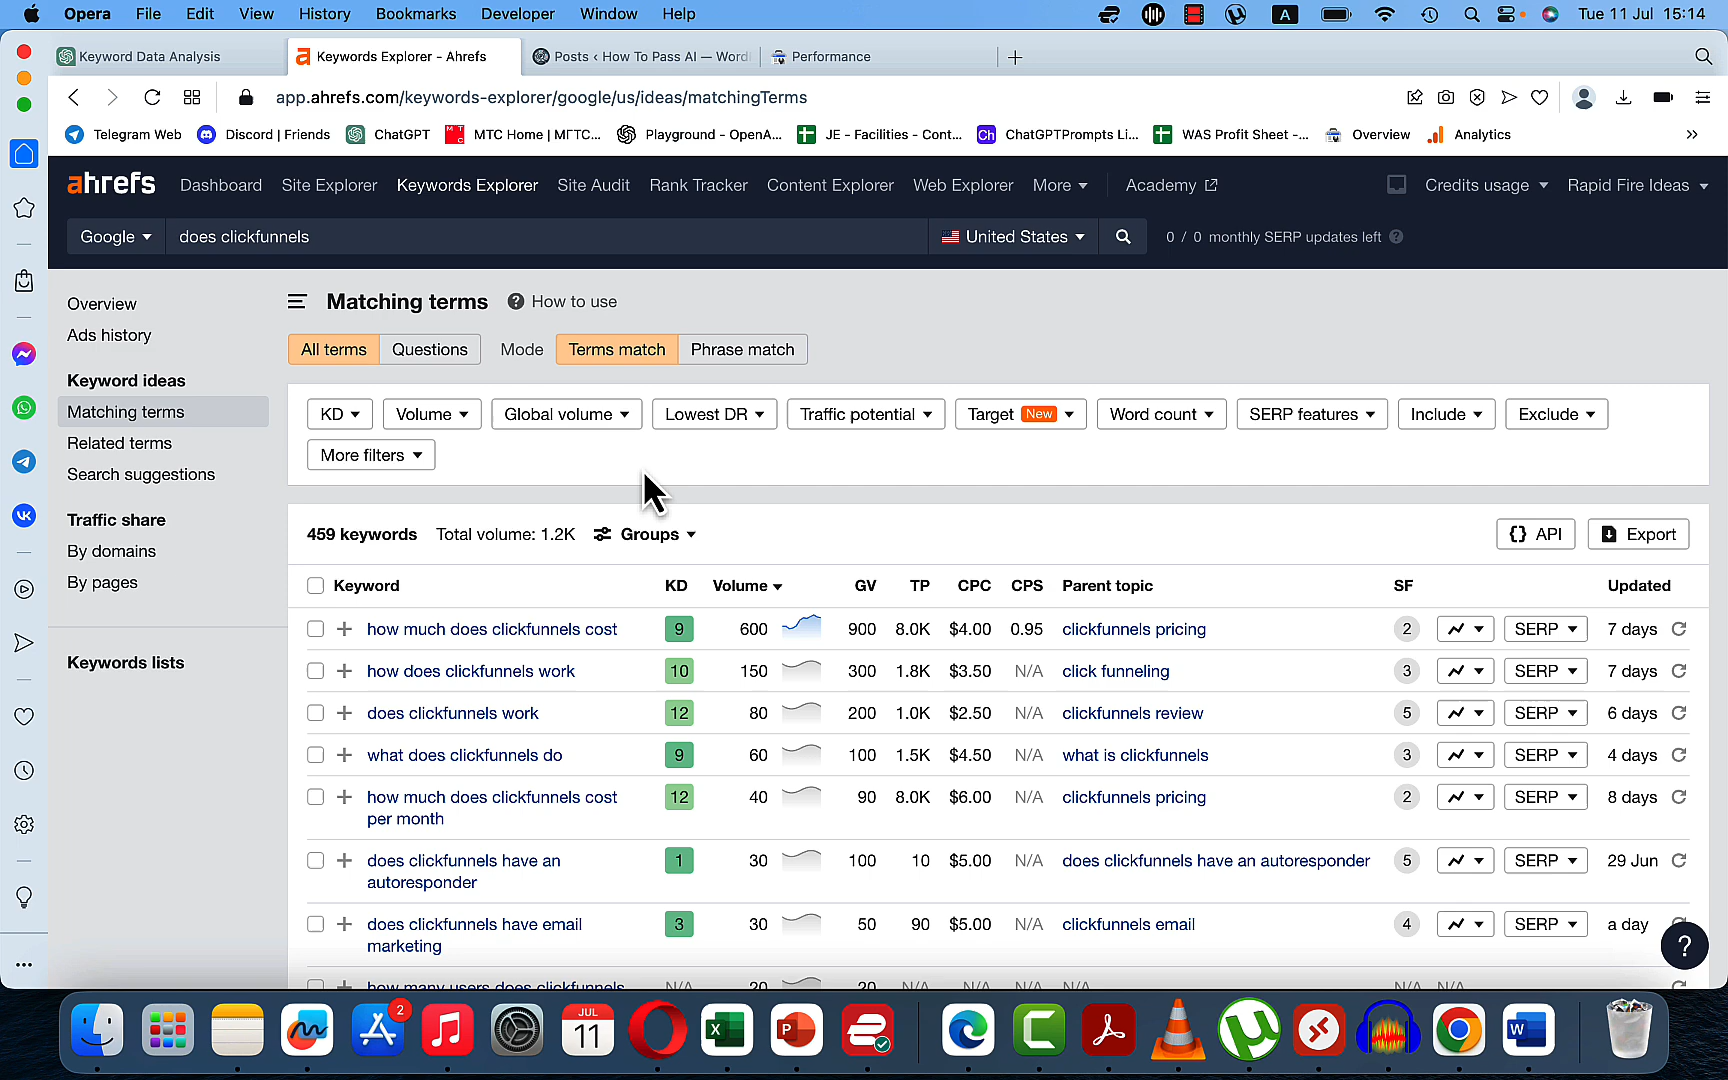 Opera File Edit View History Bookmarks Developer Window Help A Tue 11 Jul 15:14
Keyword Data Analysis
Keywords Explorer - Ahrefs
Posts ‹ How To Pass AI — Word
Performance
app.ahrefs.com/keywords-explorer/google/us/ideas/matchingTerms
Telegram Web Discord | Friends ChatGPT МТС Home | МГТС... Playground - OpenA... JE - Facilities - Cont... Ch ChatGPTPrompts Li... WAS Profit Sheet -... Overview Analytics »
ahrefs Dashboard Site Explorer Keywords Explorer Site Audit Rank Tracker Content Explorer Web Explorer More Academy Credits usage Rapid Fire Ideas
Google does clickfunnels United States 0 / 0 monthly SERP updates left ?
Overview
Ads history
Keyword ideas
Matching terms
Related terms
Search suggestions
Traffic share
By domains
By pages
Keywords lists
Matching terms ? How to use
All terms Questions Mode Terms match Phrase match
KD Volume Global volume Lowest DR Traffic potential Target New Word count SERP features Include Exclude
More filters
459 keywords Total volume: 1.2K Groups API Export
Keyword KD Volume GV TP CPC CPS Parent topic SF Updated
how much does clickfunnels cost 9 600 900 8.0K $4.00 0.95 clickfunnels pricing 2 SERP 7 days
how does clickfunnels work 10 150 300 1.8K $3.50 N/A click funneling 3 SERP 7 days
does clickfunnels work 12 80 200 1.0K $2.50 N/A clickfunnels review 5 SERP 6 days
what does clickfunnels do 9 60 100 1.5K $4.50 N/A what is clickfunnels 3 SERP 4 days
how much does clickfunnels cost per month 12 40 90 8.0K $6.00 N/A clickfunnels pricing 2 SERP 8 days
does clickfunnels have an autoresponder 1 30 100 10 $5.00 N/A does clickfunnels have an autoresponder 5 SERP 29 Jun
does clickfunnels have email marketing 3 30 50 90 $5.00 N/A clickfunnels email 4 SERP a day
how many users does clickfunnels N/A 20 20 N/A N/A N/A N/A N/A N/A
?
2
JUL
11
X
P
W